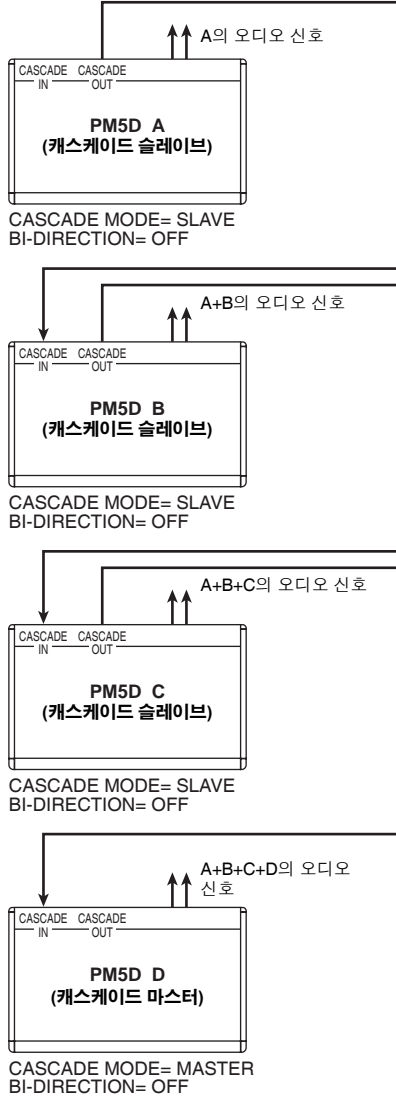 A의 오디오 신호
CASCADE CASCADE
IN OUT
PM5D A
(캐스케이드 슬레이브)
CASCADE MODE= SLAVE
BI-DIRECTION= OFF
A+B의 오디오 신호
CASCADE CASCADE
IN OUT
PM5D B
(캐스케이드 슬레이브)
CASCADE MODE= SLAVE
BI-DIRECTION= OFF
A+B+C의 오디오 신호
CASCADE CASCADE
IN OUT
PM5D C
(캐스케이드 슬레이브)
CASCADE MODE= SLAVE
BI-DIRECTION= OFF
A+B+C+D의 오디오
신호
CASCADE CASCADE
IN OUT
PM5D D
(캐스케이드 마스터)
CASCADE MODE= MASTER
BI-DIRECTION= OFF